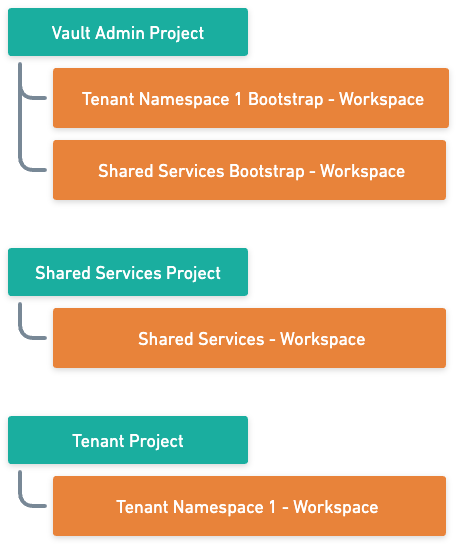 Vault Admin Project
Tenant Namespace 1 Bootstrap - Workspace
Shared Services Bootstrap - Workspace
Shared Services Project
Shared Services - Workspace
Tenant Project
Tenant Namespace 1 - Workspace